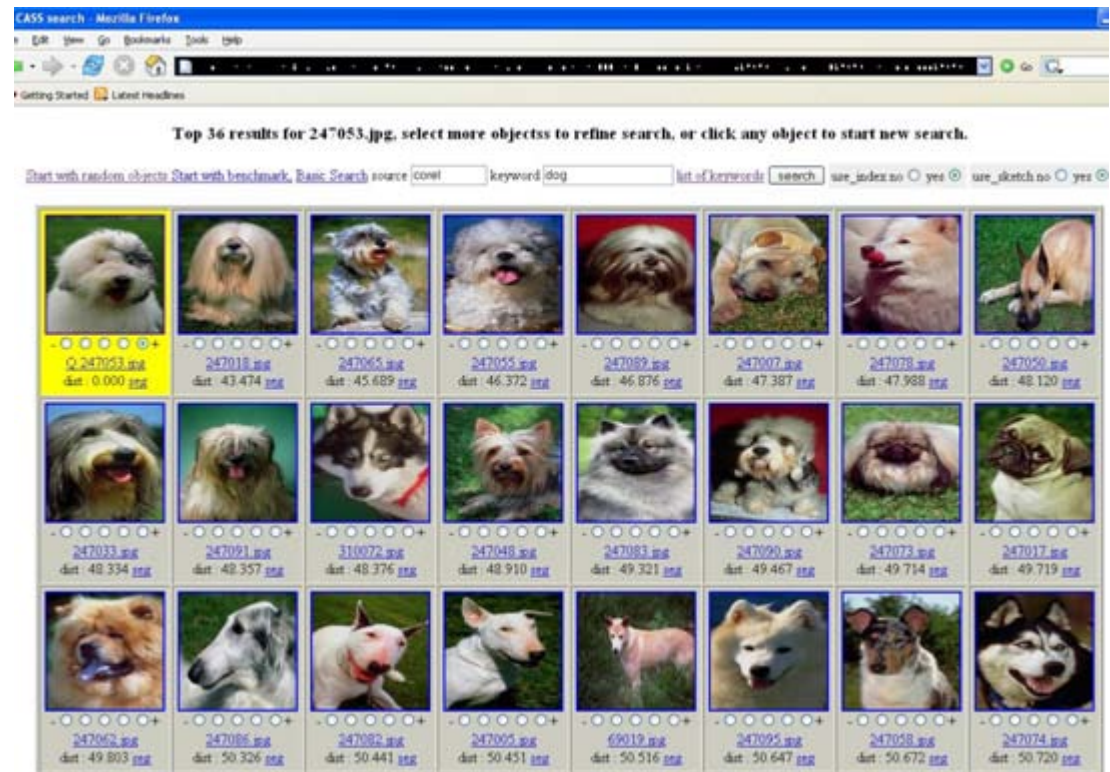 CASS search - Mozilla Firefox
Edit View Go Bookmarks Tools Help
Go
Getting Started Latest Headlines
Top 36 results for 247053.jpg, select more objectss to refine search, or click any object to start new search.
Start with random objects Start with benchmark, Basic Search source corel keyword dog list of keywords search use_index no yes use_sketch no yes
- + - + - + - + - + - + - + - +
Q 247053.jpg 247018.jpg 247065.jpg 247055.jpg 247089.jpg 247007.jpg 247078.jpg 247050.jpg
dist : 0.000 seg dist : 43.474 seg dist : 45.689 seg dist : 46.372 seg dist : 46.876 seg dist : 47.387 seg dist : 47.988 seg dist : 48.120 seg
- + - + - + - + - + - + - + - +
247033.jpg 247091.jpg 310072.jpg 247048.jpg 247083.jpg 247090.jpg 247073.jpg 247017.jpg
dist : 48.334 seg dist : 48.357 seg dist : 48.376 seg dist : 48.910 seg dist : 49.321 seg dist : 49.467 seg dist : 49.714 seg dist : 49.719 seg
- + - + - + - + - + - + - + - +
247062.jpg 247086.jpg 247082.jpg 247005.jpg 69019.jpg 247095.jpg 247058.jpg 247074.jpg
dist : 49.803 seg dist : 50.326 seg dist : 50.441 seg dist : 50.451 seg dist : 50.516 seg dist : 50.647 seg dist : 50.672 seg dist : 50.720 seg